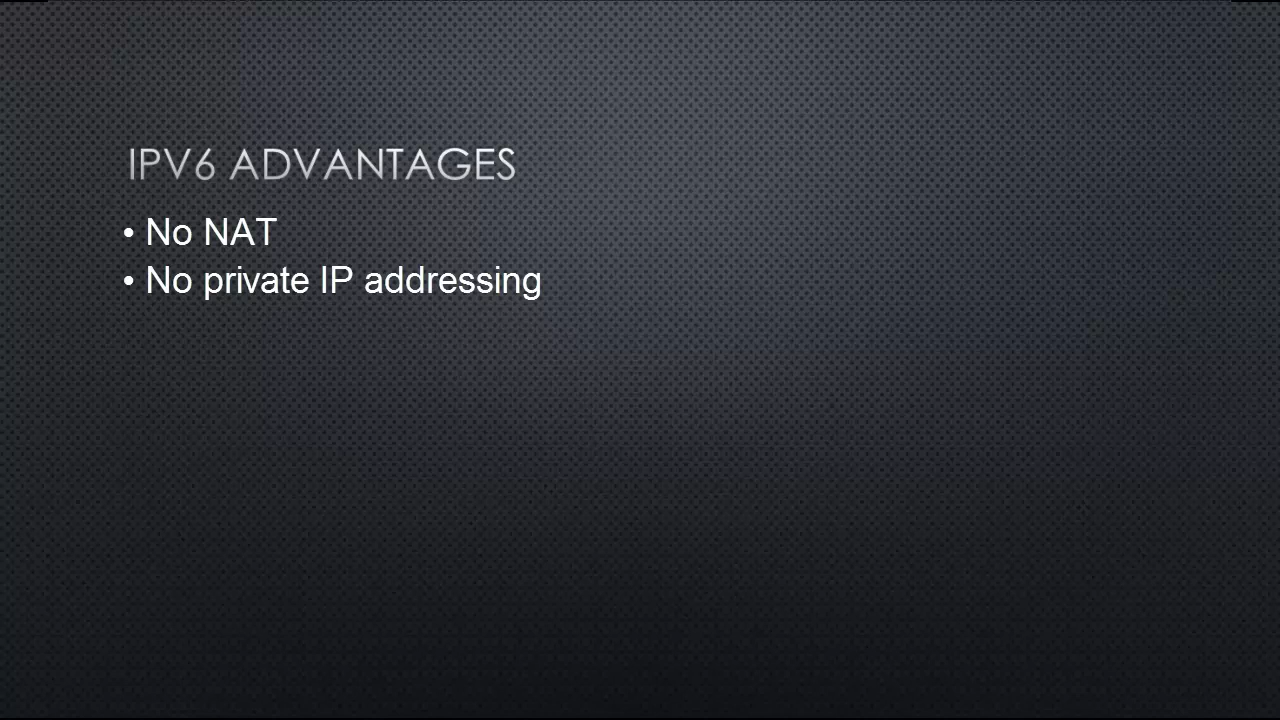 IPV6 ADVANTAGES
• No NAT
• No private IP addressing